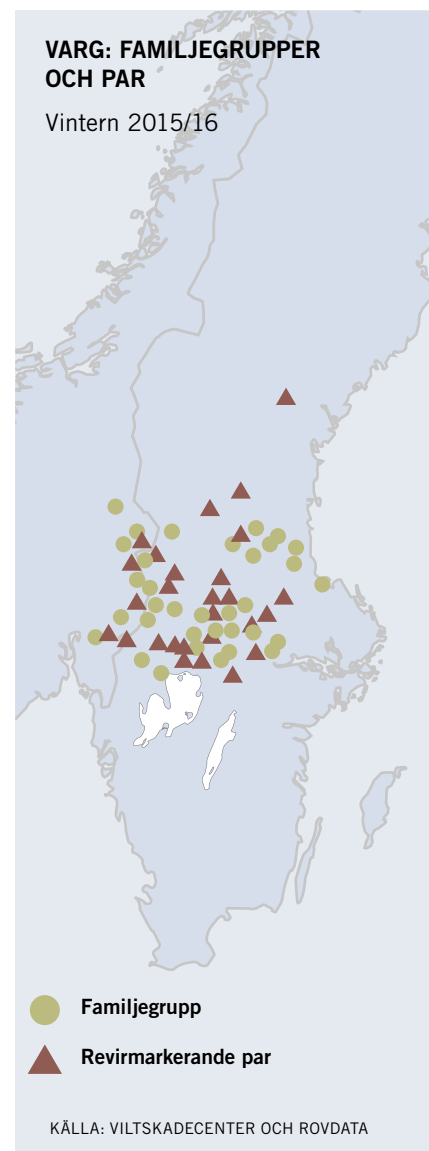 VARG: FAMILJEGRUPPER
OCH PAR
Vintern 2015/16
Familjegrupp
Revirmarkerande par
KÄLLA: VILTSKADECENTER OCH ROVDATA